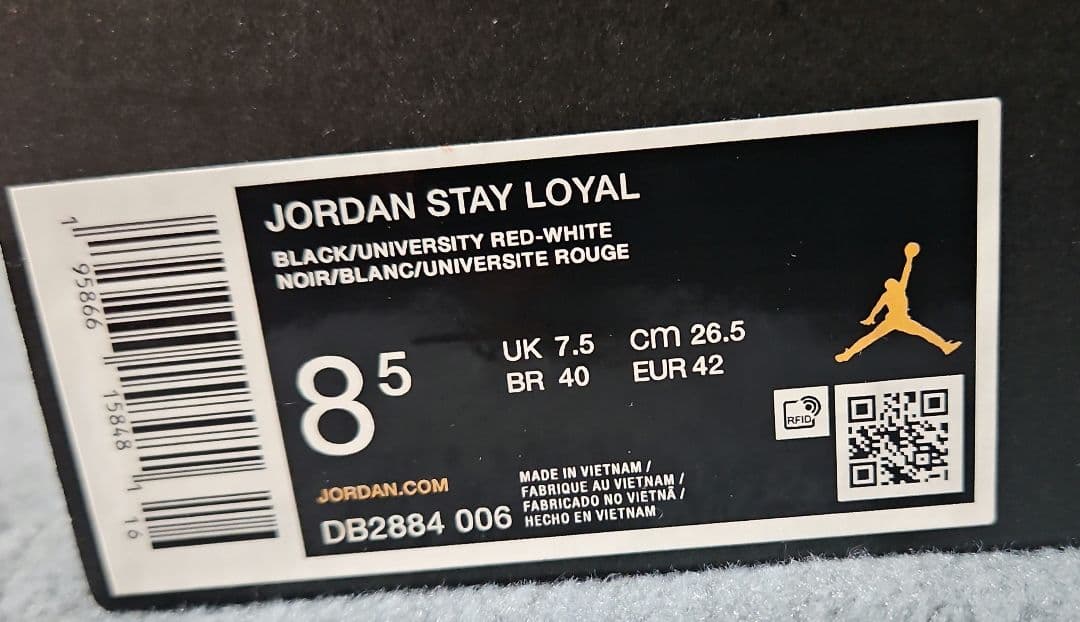 JORDAN STAY LOYAL
BLACK/UNIVERSITY RED-WHITE
NOIR/BLANC/UNIVERSITE ROUGE
8 5
UK 7.5 cm 26.5
BR 40 EUR 42
RFID
JORDAN.COM
DB2884 006
MADE IN VIETNAM /
FABRIQUE AU VIETNAM /
FABRICADO NO VIETNÃ /
HECHO EN VIETNAM
1 95866 15848 1 16